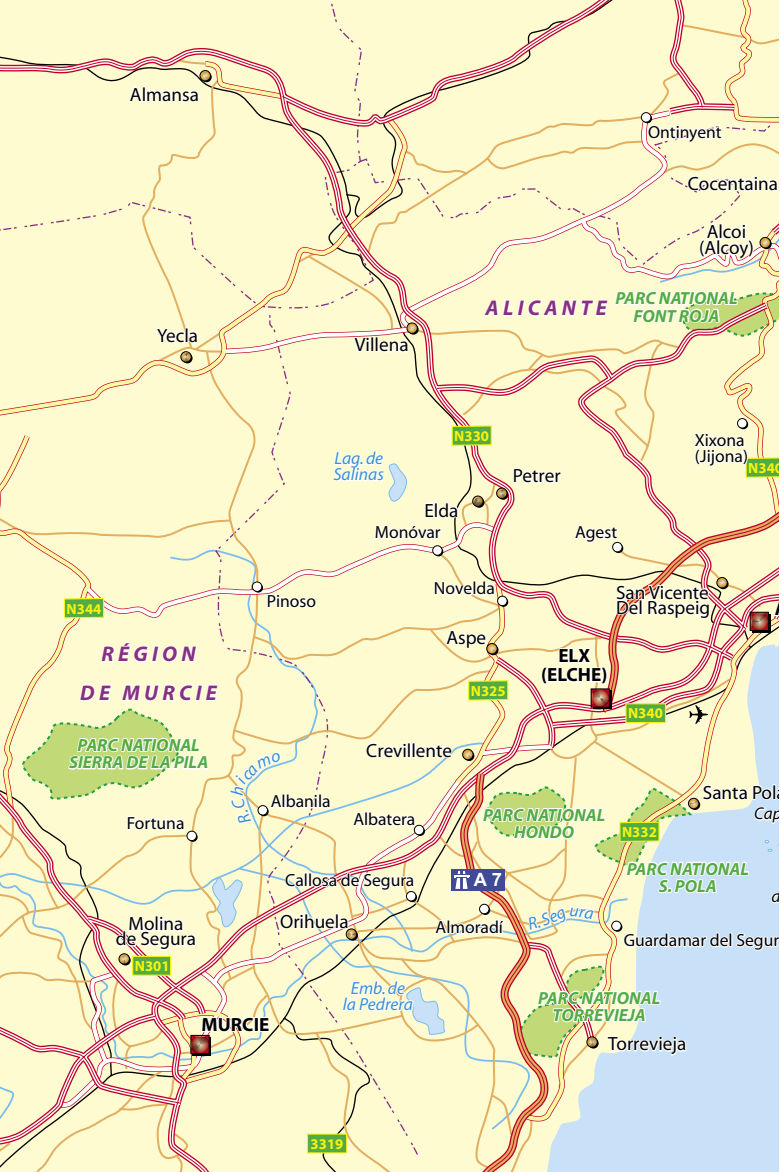 Almansa
Ontinyent
Cocentaina
Alcoi
(Alcoy)
ALICANTE
PARC NATIONAL
FONT ROJA
Yecla
Villena
N330
Xixona
(Jijona)
N340
Lag. de
Salinas
Petrer
Elda
Monóvar
Agest
Novelda
San Vicente
Del Raspeig
A
Pinoso
N344
Aspe
ELX
(ELCHE)
RÉGION
DE MURCIE
N325
N340
PARC NATIONAL
SIERRA DE LA PILA
Crevillente
R. Chicamo
Santa Pola
Cap
Albanila
Fortuna
Albatera
PARC NATIONAL
HONDO
N332
PARC NATIONAL
S. POLA
Callosa de Segura
A 7
d
Molina
de Segura
Orihuela
Almoradí
R. Segura
Guardamar del Segur
N301
Emb. de
la Pedrera
PARC NATIONAL
TORREVIEJA
MURCIE
Torrevieja
3319